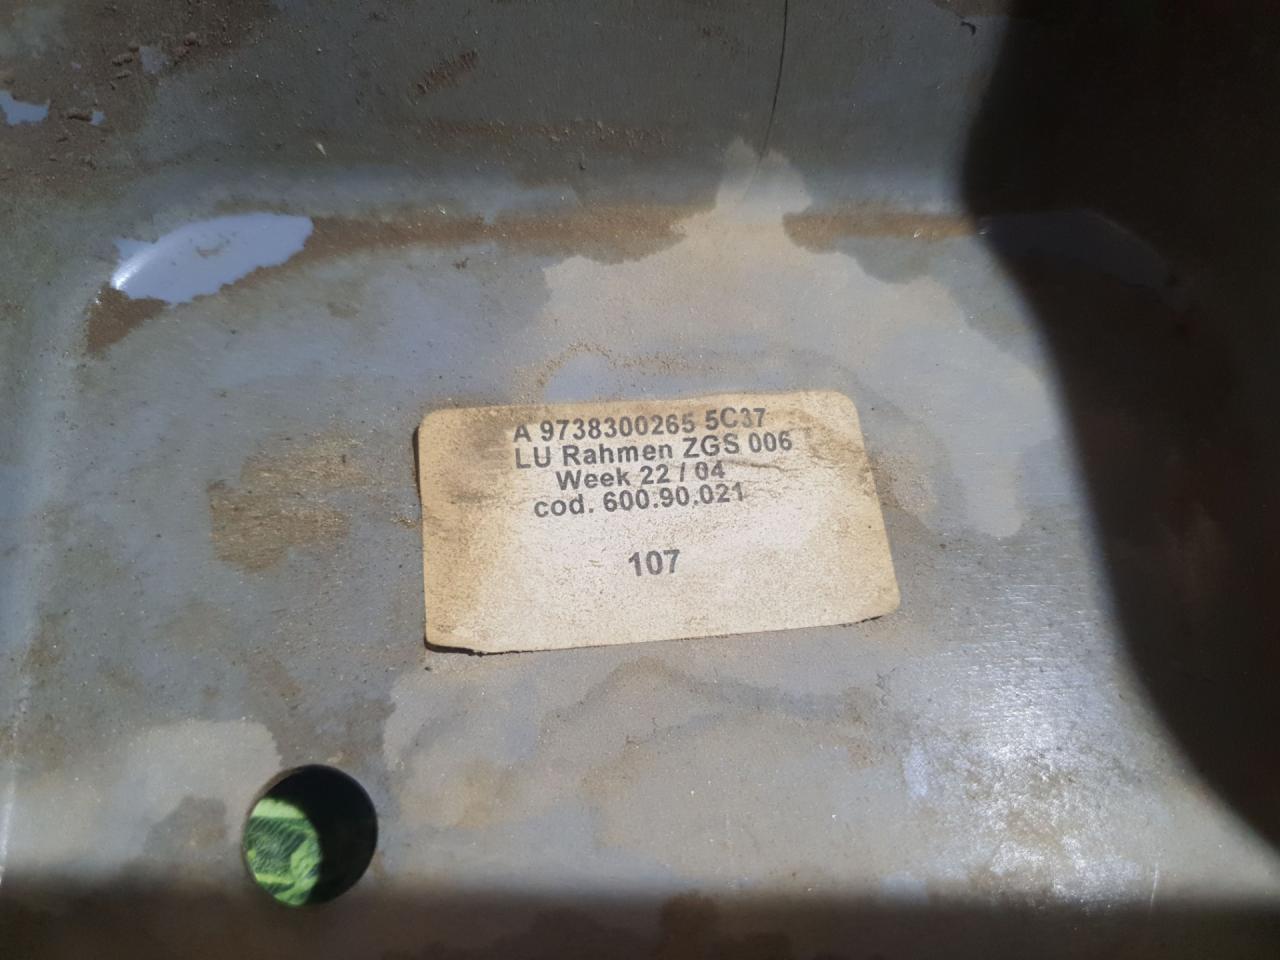 A 9738300265 5C37
LU Rahmen ZGS 006
Week 22 / 04
cod. 600.90.021
107